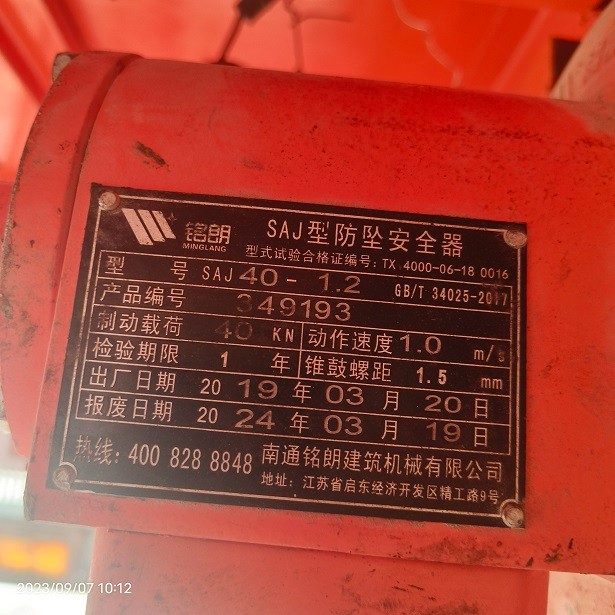 铭朗
MINGLANG
SAJ型防坠安全器
型式试验合格证编号: TX 4000-06-18 0016
型 号 SAJ 40 - 1.2 GB/T 34025-2017
产品编号 349193
制动载荷 40 KN 动作速度 1.0 m/s
检验期限 1 年 锥鼓螺距 1.5 mm
出厂日期 20 19 年 03 月 20 日
报废日期 20 24 年 03 月 19 日
热线: 400 828 8848 南通铭朗建筑机械有限公司
地址: 江苏省启东经济开发区精工路9号
2023/09/07 10:12